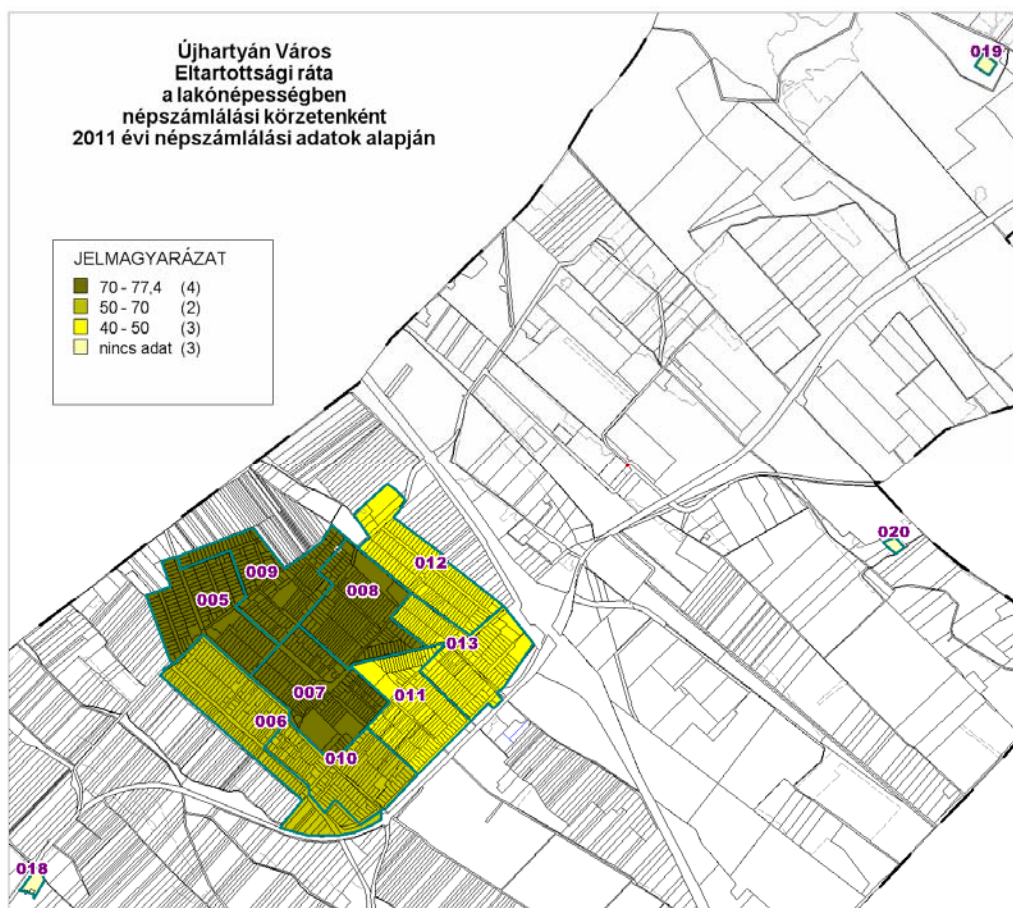 Újhartyán Város
Eltartottsági ráta
a lakónépességben
népszámlálási körzetenként
2011 évi népszámlálási adatok alapján
019
JELMAGYARÁZAT
70 - 77,4 (4)
50 - 70 (2)
40 - 50 (3)
nincs adat (3)
020
012
009
008
005
013
007
011
006
010
018